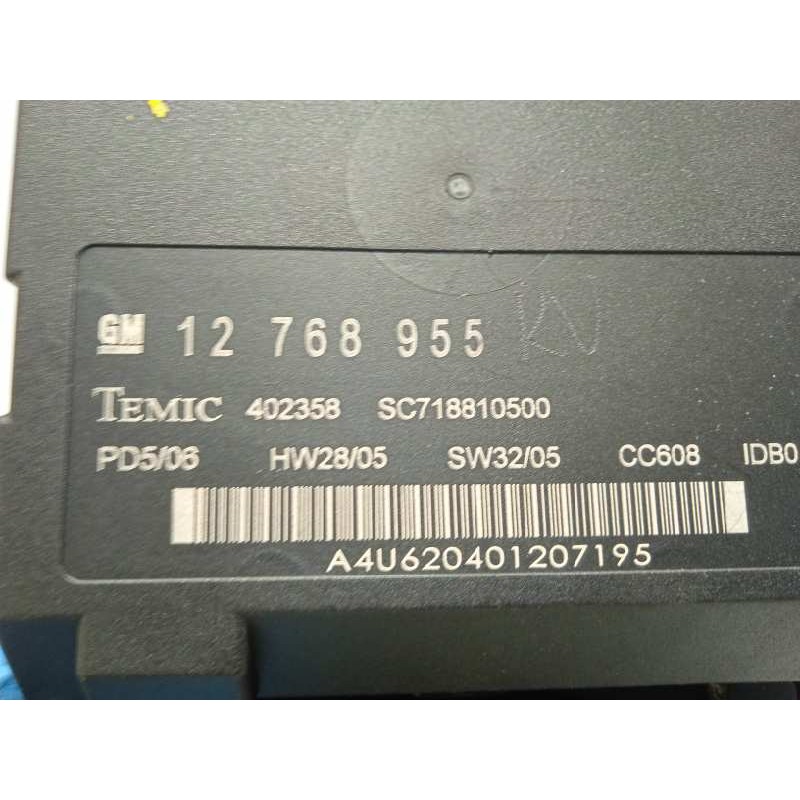 GM 12 768 955
TEMIC 402358 SC718810500
PD5/06 HW28/05 SW32/05 CC608 IDB0
A4U620401207195